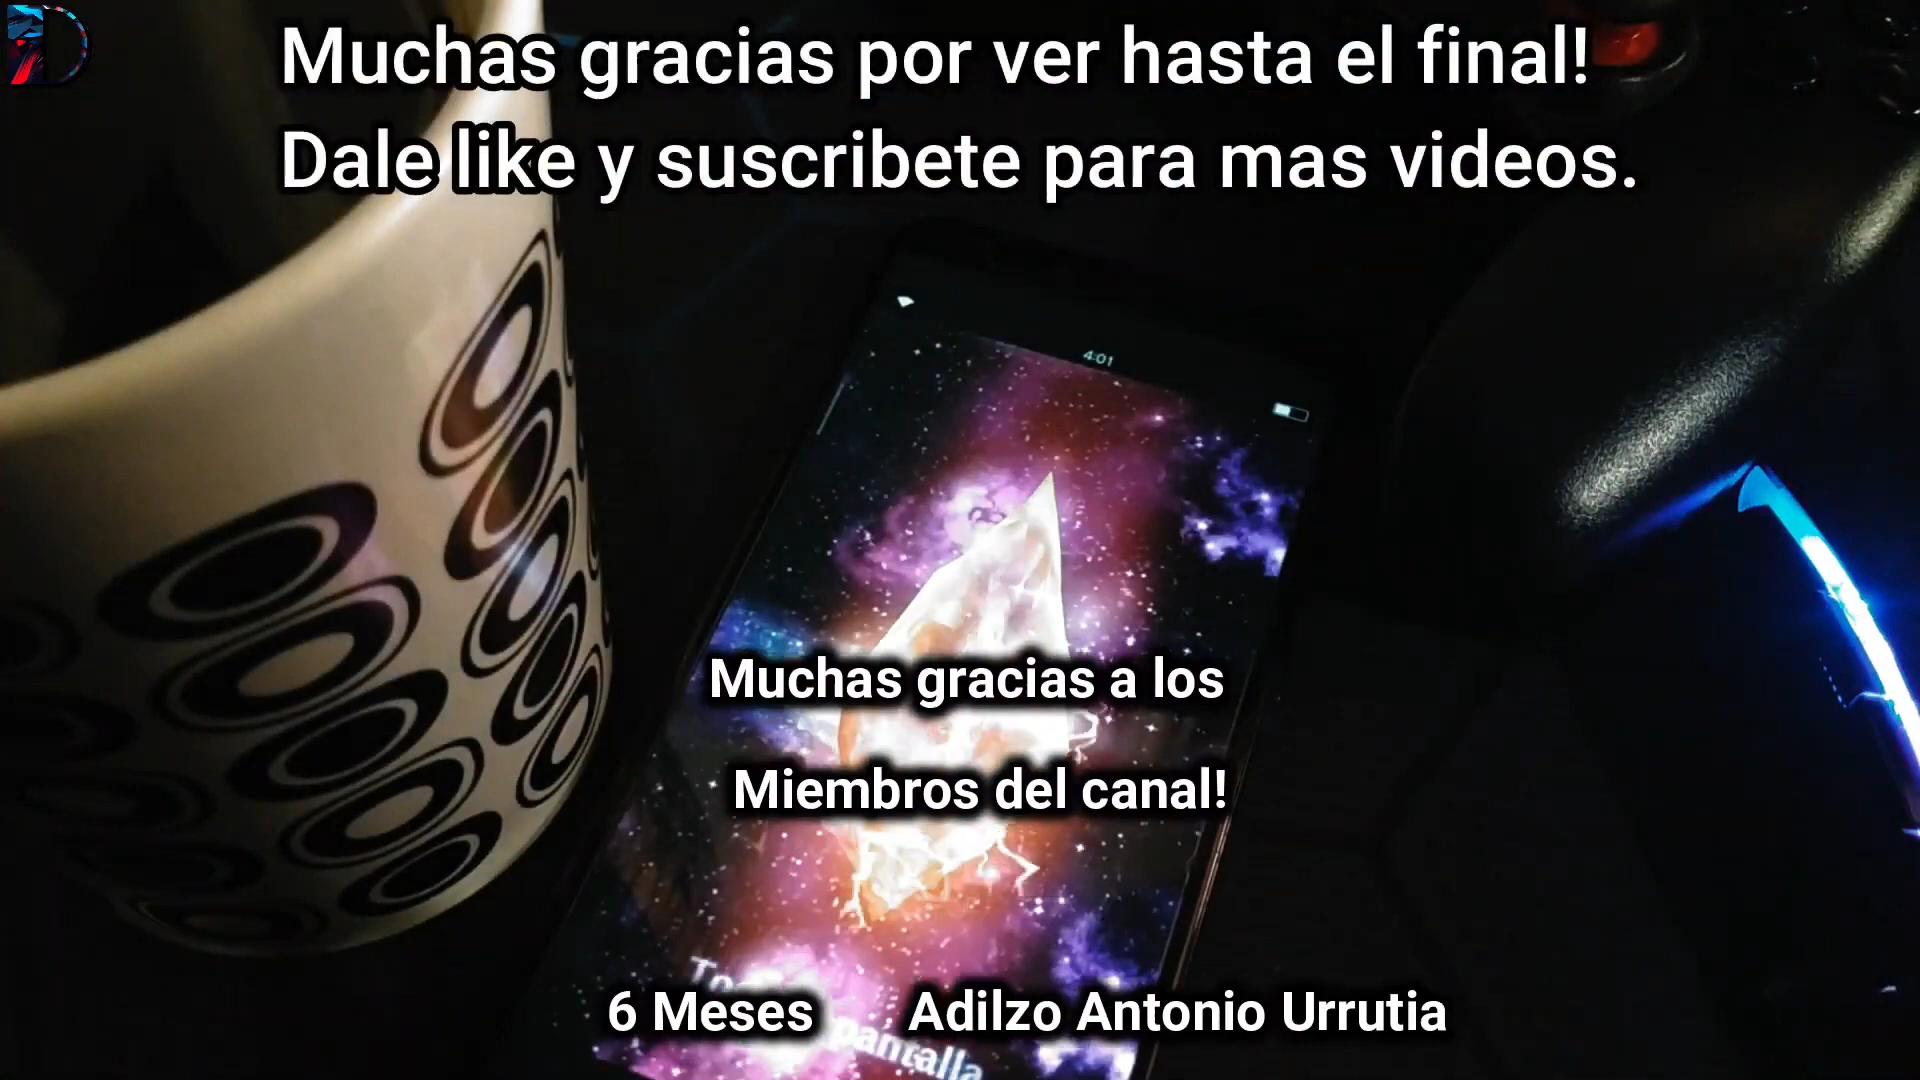 Muchas gracias por ver hasta el final!
Dale like y suscribete para mas videos.
4:01
Muchas gracias a los
Miembros del canal!
6 Meses Adilzo Antonio Urrutia
pantalla